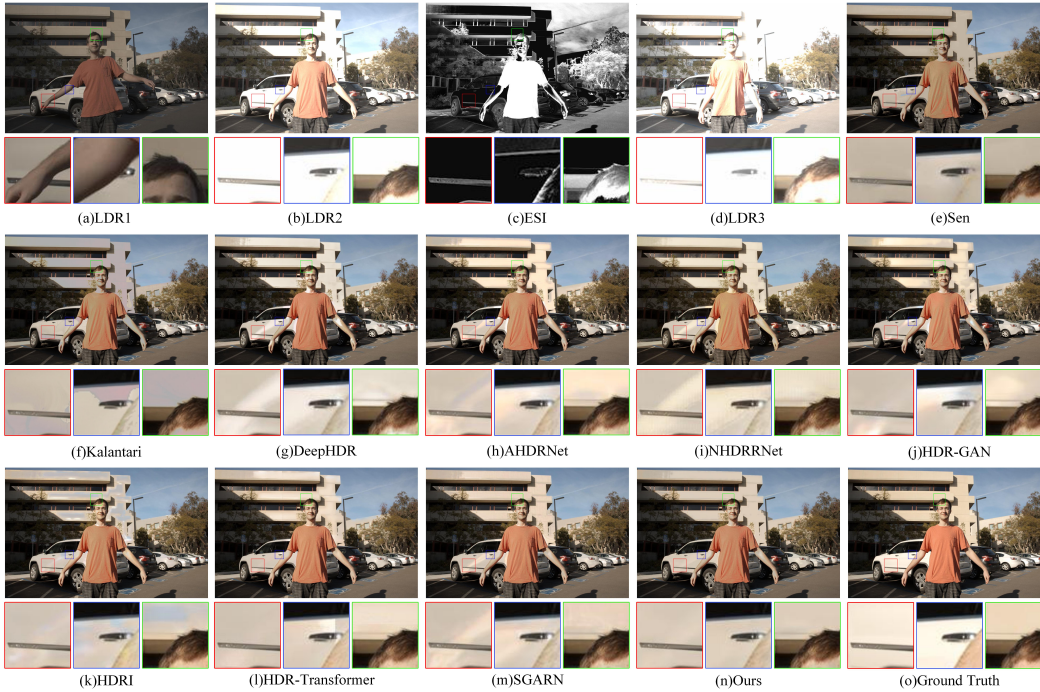 (a)LDR1
(b)LDR2
(c)ESI
(d)LDR3
(e)Sen
(f)Kalantari
(g)DeepHDR
(h)AHDRNet
(i)NHDRRNet
(j)HDR-GAN
(k)HDRI
(l)HDR-Transformer
(m)SGARN
(n)Ours
(o)Ground Truth